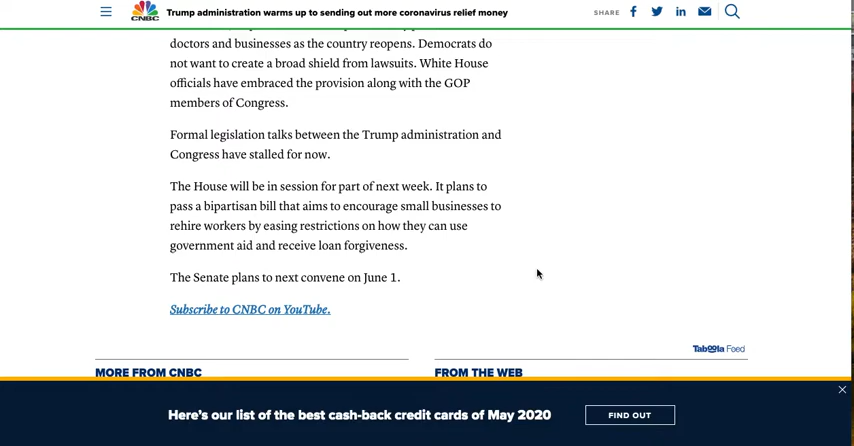 CNBC
Trump administration warms up to sending out more coronavirus relief money
SHARE
doctors and businesses as the country reopens. Democrats do
not want to create a broad shield from lawsuits. White House
officials have embraced the provision along with the GOP
members of Congress.
Formal legislation talks between the Trump administration and
Congress have stalled for now.
The House will be in session for part of next week. It plans to
pass a bipartisan bill that aims to encourage small businesses to
rehire workers by easing restrictions on how they can use
government aid and receive loan forgiveness.
The Senate plans to next convene on June 1.
Subscribe to CNBC on YouTube.
Taboola Feed
MORE FROM CNBC
FROM THE WEB
Here's our list of the best cash-back credit cards of May 2020
FIND OUT